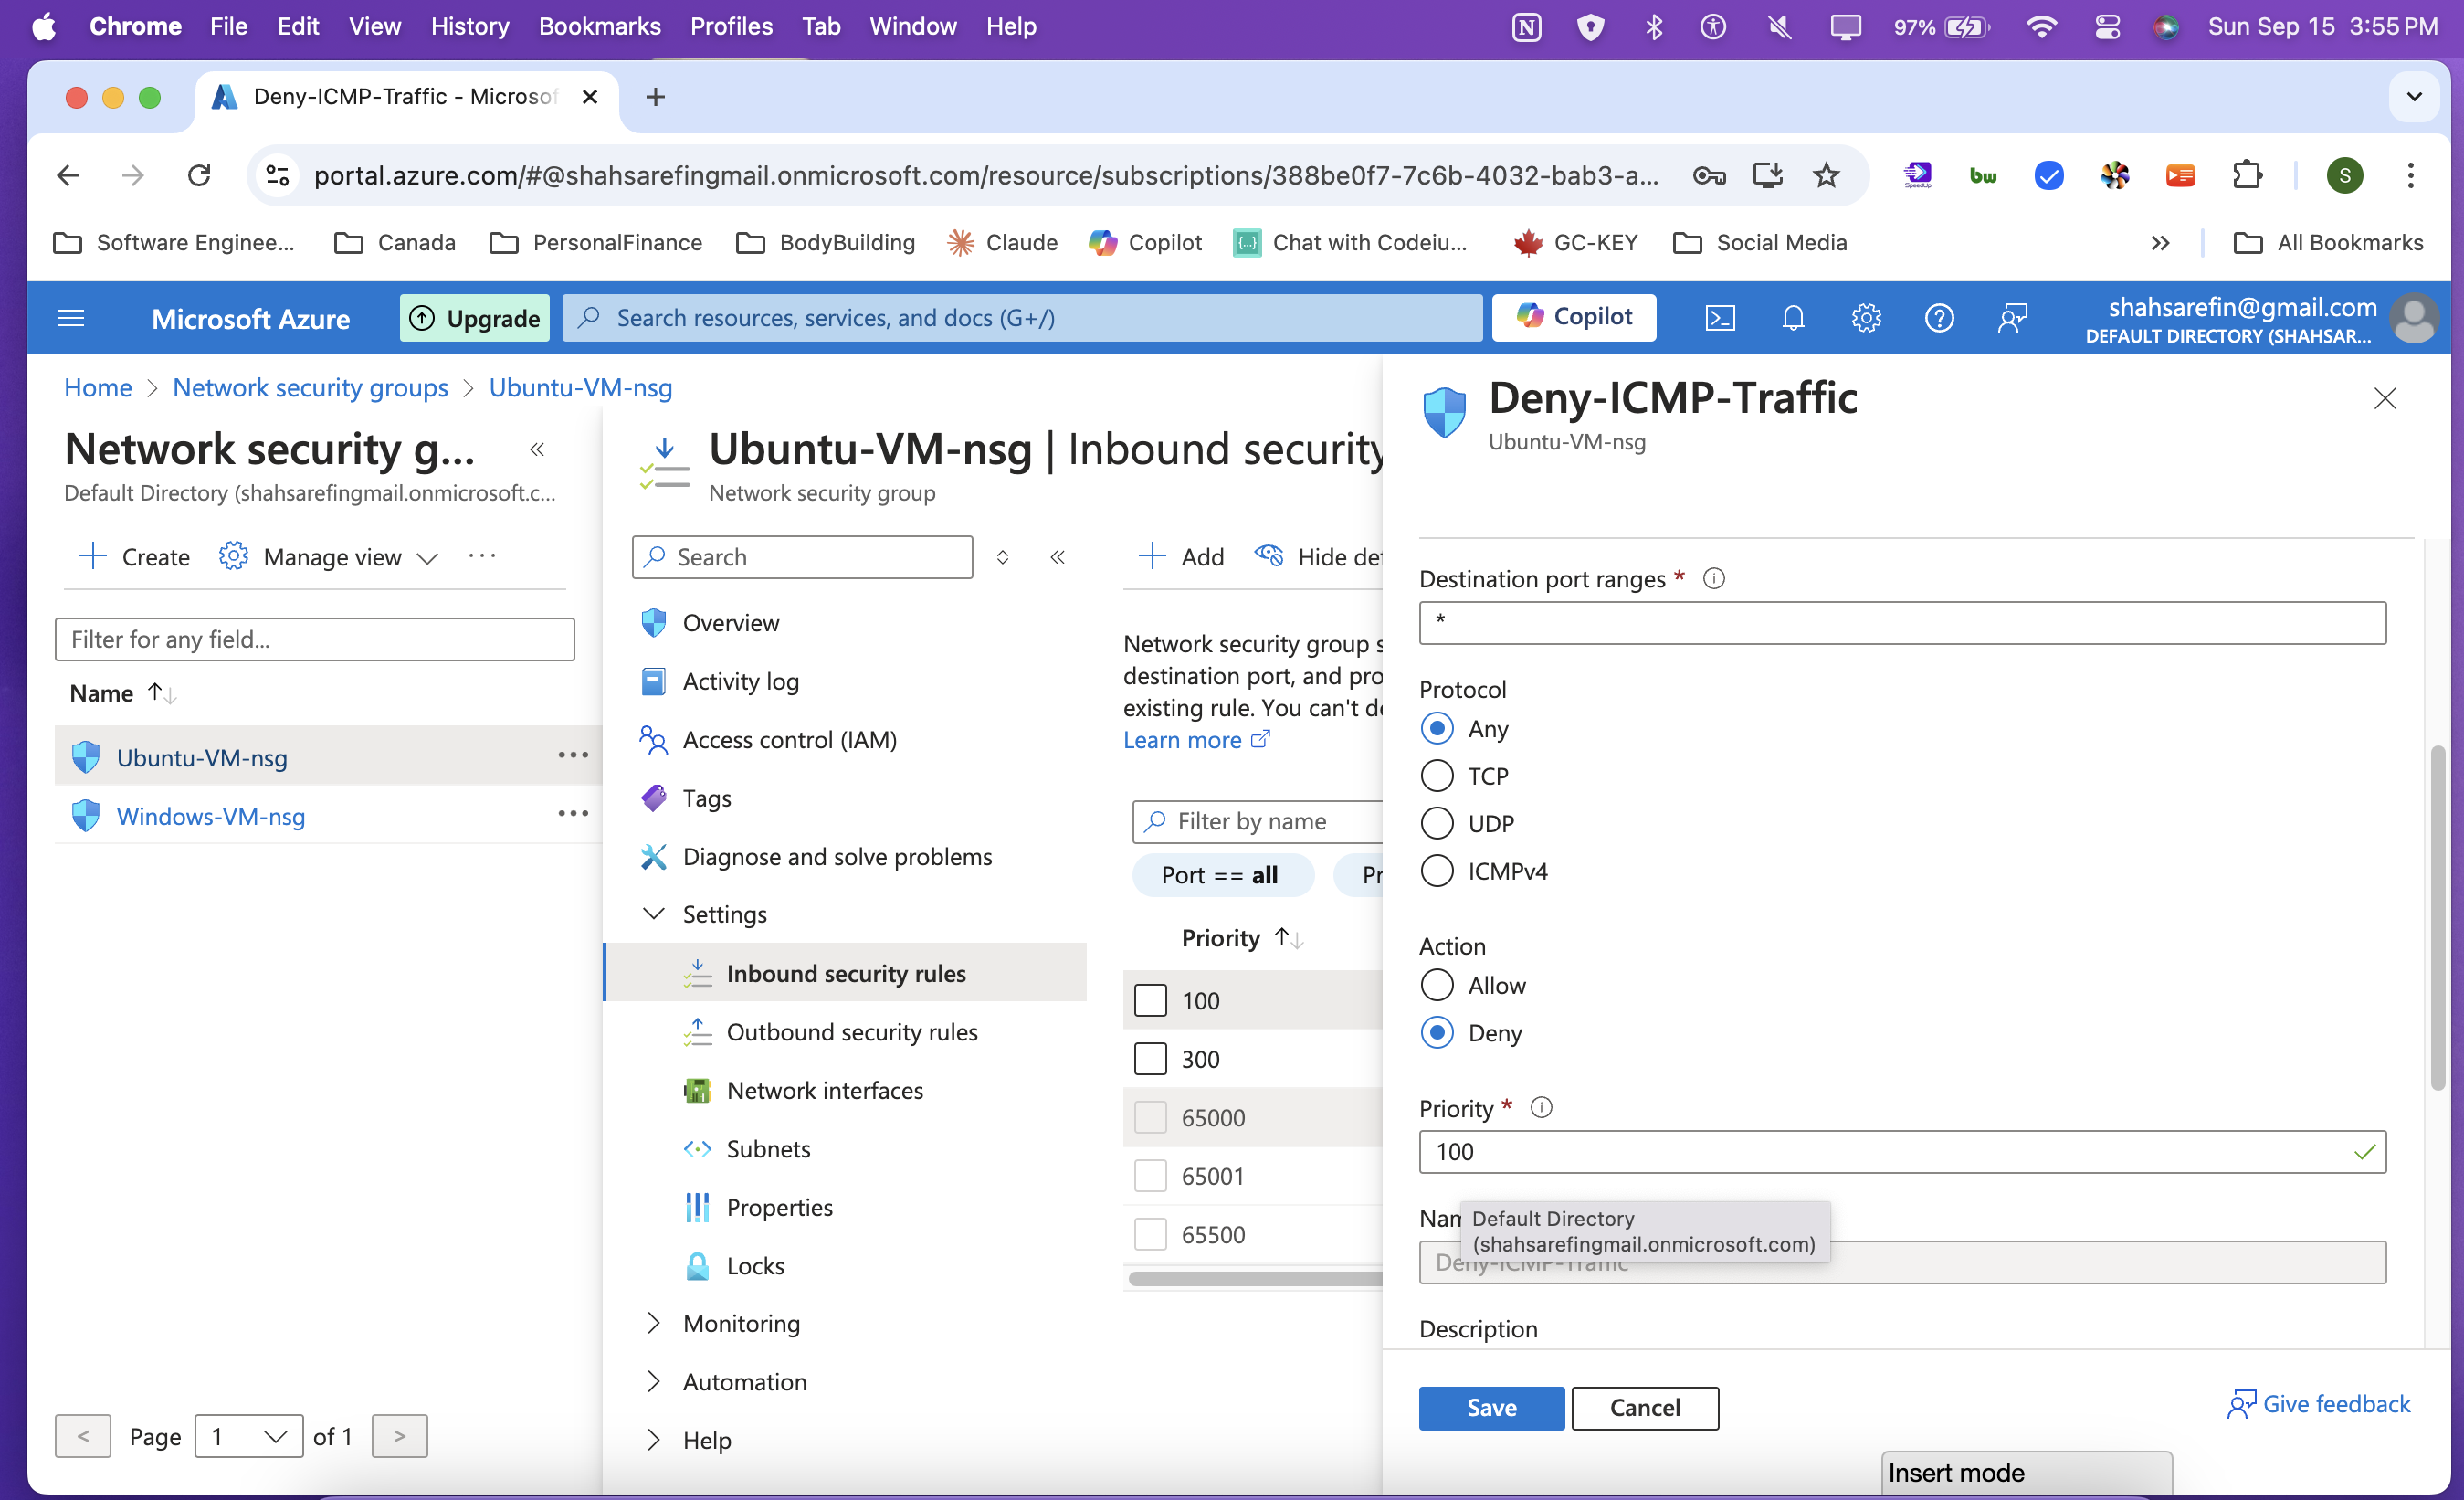 Chrome File Edit View History Bookmarks Profiles Tab Window Help
97% Sun Sep 15 3:55 PM
Deny-ICMP-Traffic - Microsof
portal.azure.com/#@shahsarefingmail.onmicrosoft.com/resource/subscriptions/388be0f7-7c6b-4032-bab3-a...
SpeedUp
bw
S
Software Enginee...
Canada
PersonalFinance
BodyBuilding
Claude
Copilot
Chat with Codeiu...
GC-KEY
Social Media
All Bookmarks
Microsoft Azure
Upgrade
Search resources, services, and docs (G+/)
Copilot
shahsarefin@gmail.com
DEFAULT DIRECTORY (SHAHSAR...
Home > Network security groups > Ubuntu-VM-nsg
Network security g...
Default Directory (shahsarefingmail.onmicrosoft.c...
Create
Manage view
Filter for any field...
Name
Ubuntu-VM-nsg
Windows-VM-nsg
< Page 1 of 1 >
Ubuntu-VM-nsg | Inbound security
Network security group
Search
Overview
Activity log
Access control (IAM)
Tags
Diagnose and solve problems
Settings
Inbound security rules
Outbound security rules
Network interfaces
Subnets
Properties
Locks
Monitoring
Automation
Help
Add
Hide de
Network security group s
destination port, and pro
existing rule. You can't d
Learn more
Filter by name
Port == all
Pr
Priority
100
300
65000
65001
65500
Deny-ICMP-Traffic
Ubuntu-VM-nsg
Destination port ranges *
*
Protocol
Any
TCP
UDP
ICMPv4
Action
Allow
Deny
Priority *
100
Nam
Default Directory
(shahsarefingmail.onmicrosoft.com)
Deny-ICMP-Traffic
Description
Save
Cancel
Give feedback
Insert mode